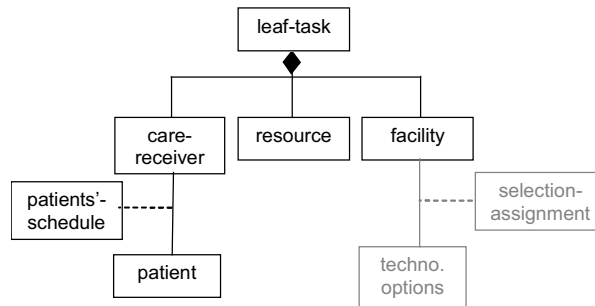 leaf-task
care-
receiver
resource
facility
patients'-
schedule
selection-
assignment
patient
techno.
options